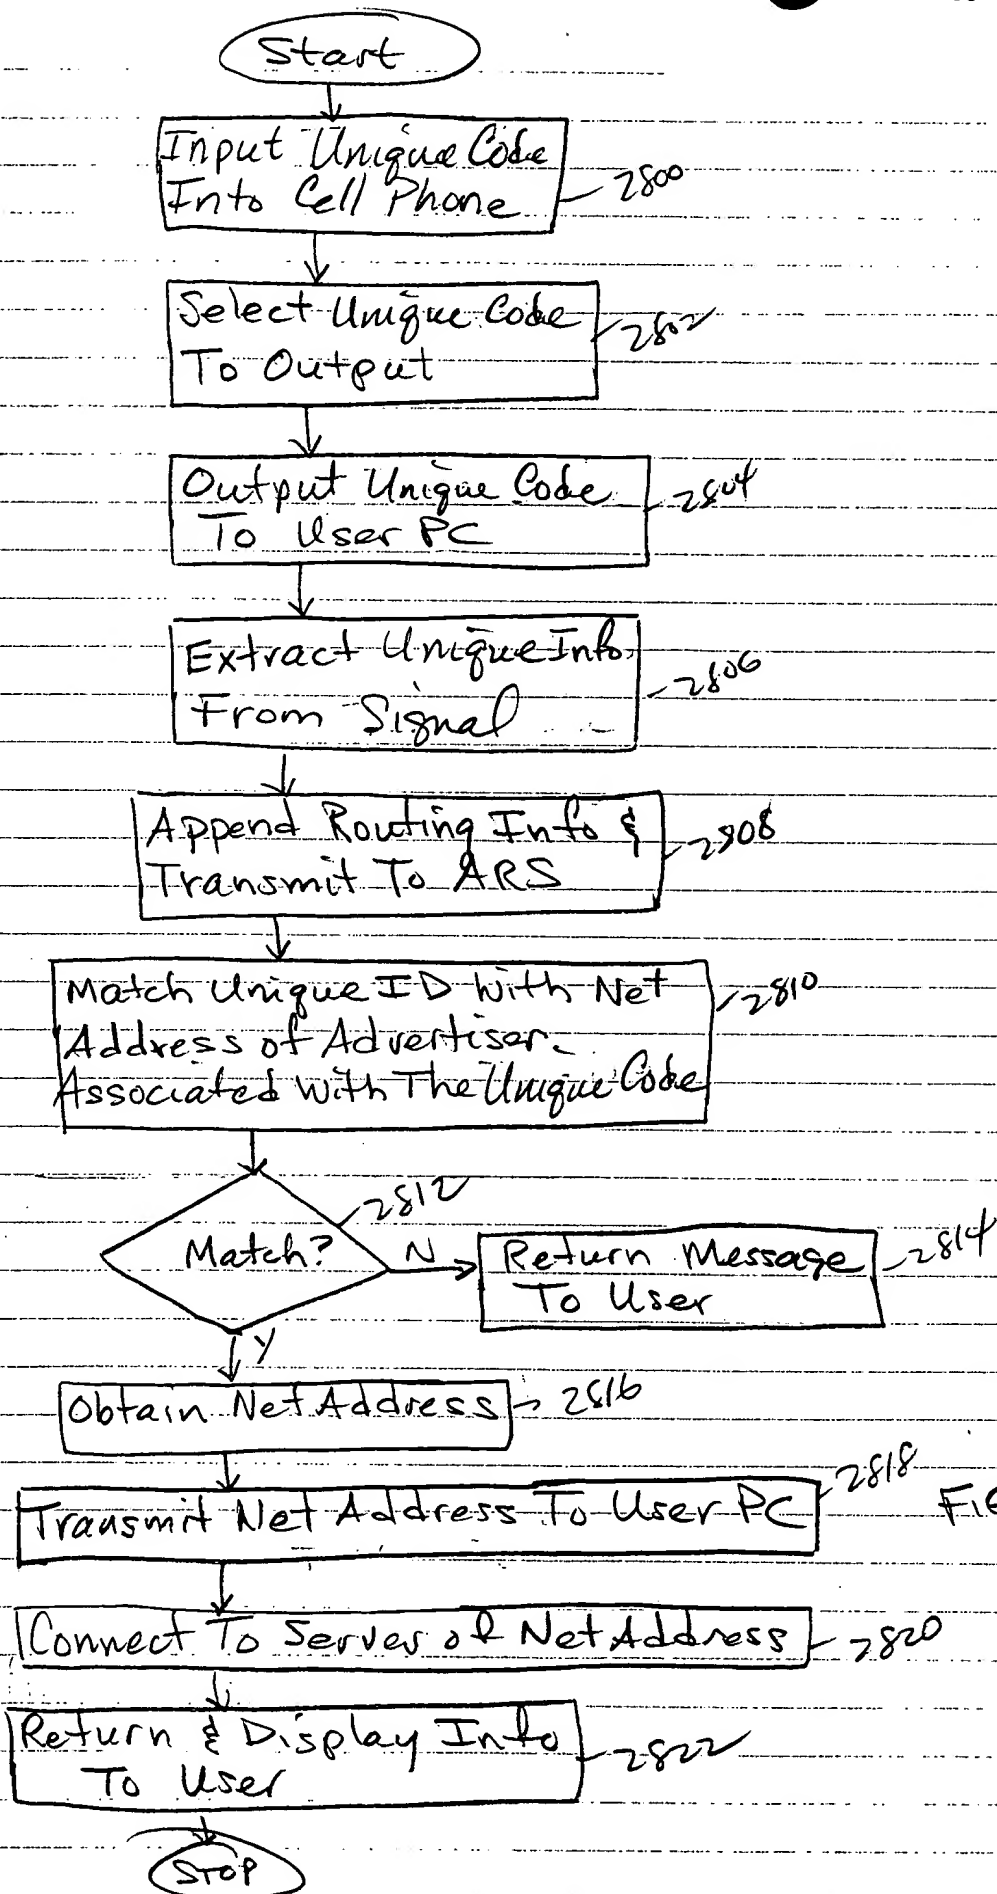 Start
Input Unique Code
Into Cell Phone
2800
Select Unique Code
To Output
2802
Output Unique Code
To User PC
2804
Extract Unique Info
From Signal
2806
Append Routing Info &
Transmit To ARS
2808
Match Unique ID With Net
Address of Advertiser
Associated With The Unique Code
2810
2812
Match?
N
Return Message
To User
2814
Y
Obtain Net Address
2816
Transmit Net Address To User PC
2818
FIG
Connect To Server of Net Address
2820
Return & Display Info
To User
2822
STOP